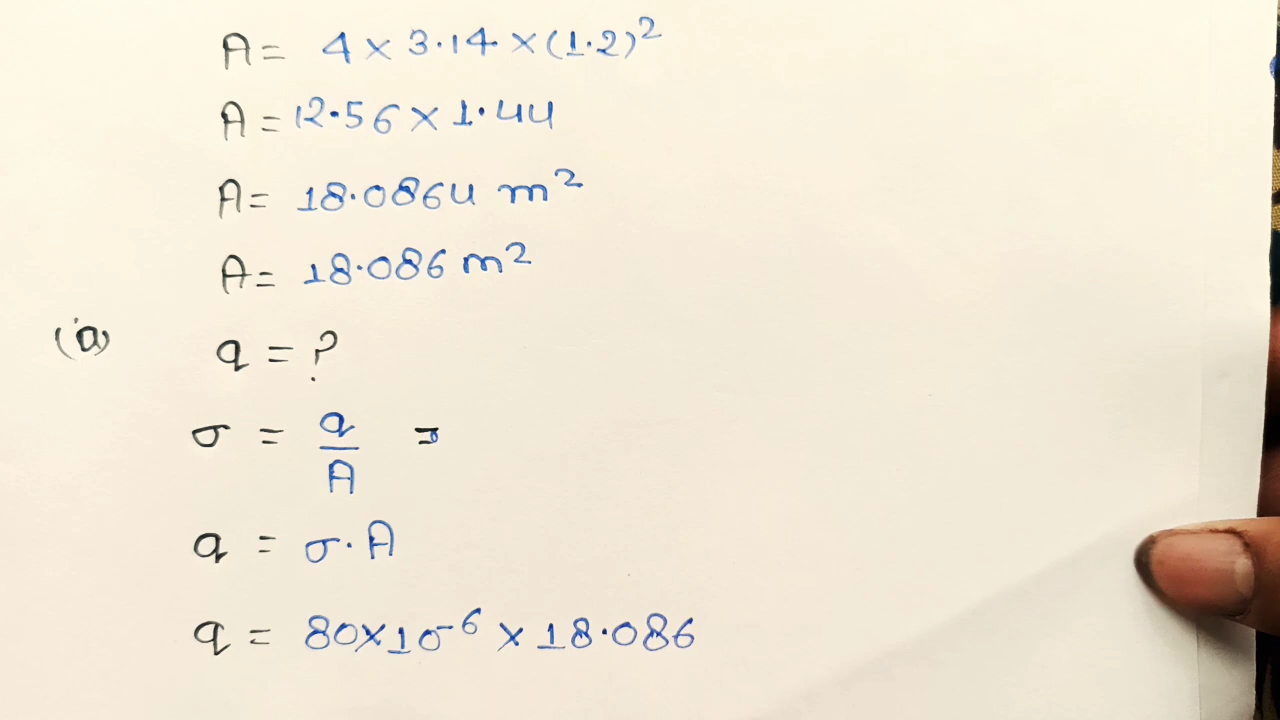 A = 4 × 3.14 × (1.2)²
A = 12.56 × 1.44
A = 18.0864 m²
A = 18.086 m²
(a) q = ?
σ = q/A =
q = σ·A
q = 80×10⁻⁶ × 18.086